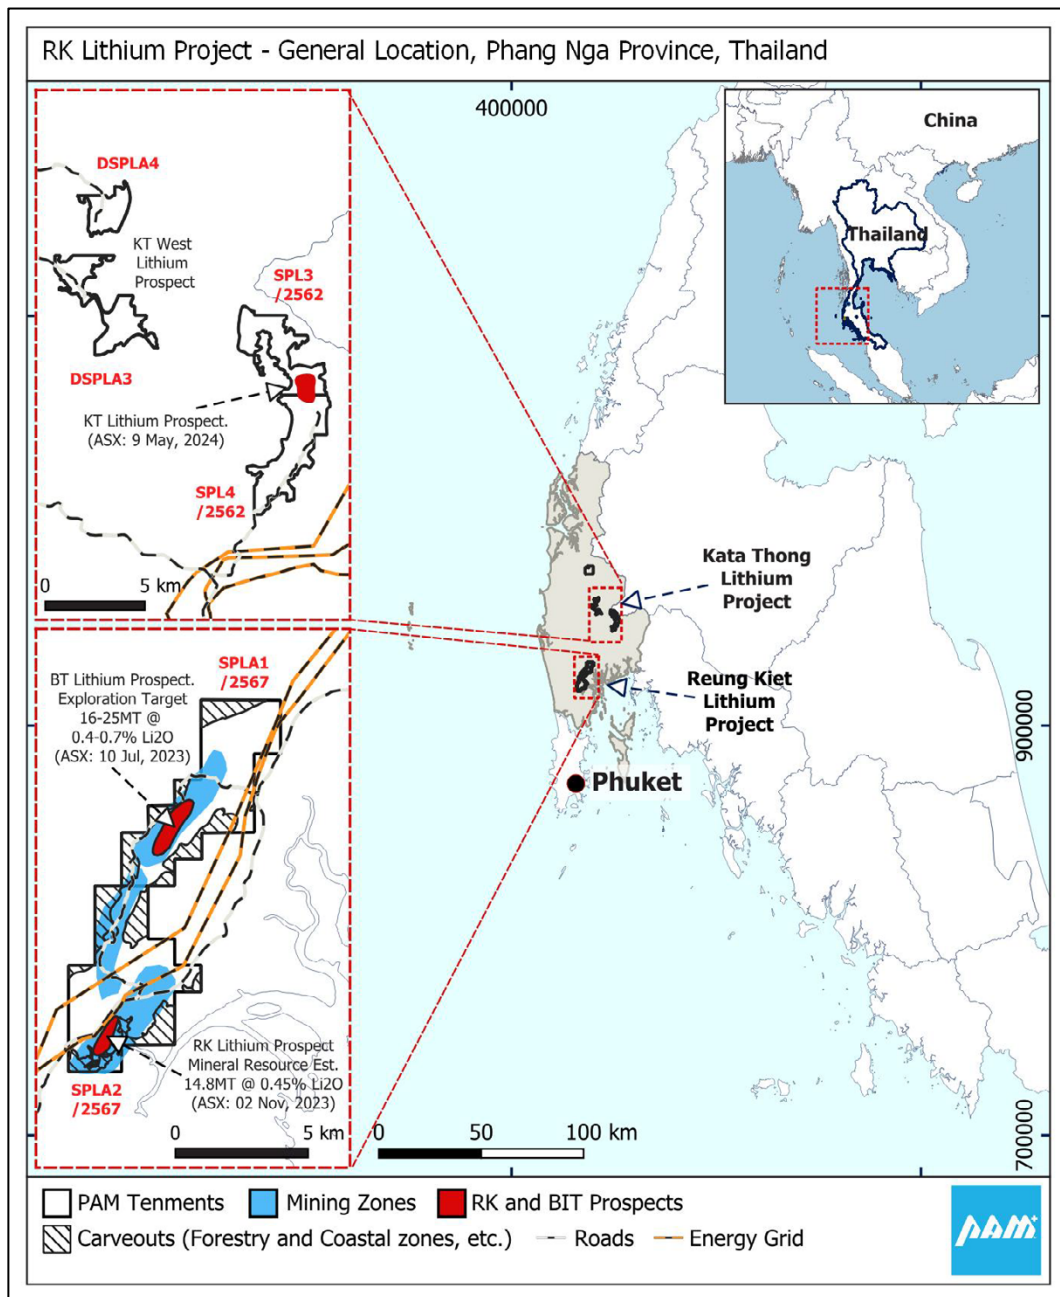 RK Lithium Project - General Location, Phang Nga Province, Thailand
400000
China
Thailand
DSPLA4
KT West
Lithium
Prospect
SPL3
/2562
DSPLA3
KT Lithium Prospect.
(ASX: 9 May, 2024)
SPL4
/2562
0
5 km
Kata Thong
Lithium
Project
Reung Kiet
Lithium
Project
Phuket
900000
700000
SPLA1
/2567
BT Lithium Prospect.
Exploration Target
16-25MT @
0.4-0.7% Li2O
(ASX: 10 Jul, 2023)
RK Lithium Prospect
Mineral Resource Est.
14.8MT @ 0.45% Li2O
(ASX: 02 Nov, 2023)
SPLA2
/2567
0
5 km
0
50
100 km
PAM Tenments
Mining Zones
RK and BIT Prospects
Carveouts (Forestry and Coastal zones, etc.)
Roads
Energy Grid
PAM